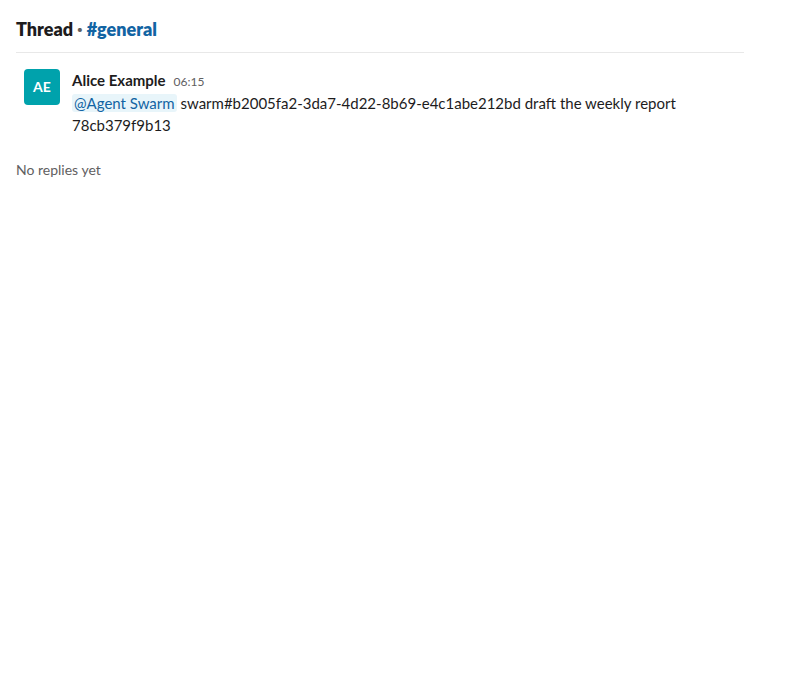 Thread • #general
AE
Alice Example 06:15
@Agent Swarm swarm#b2005fa2-3da7-4d22-8b69-e4c1abe212bd draft the weekly report
78cb379f9b13
No replies yet